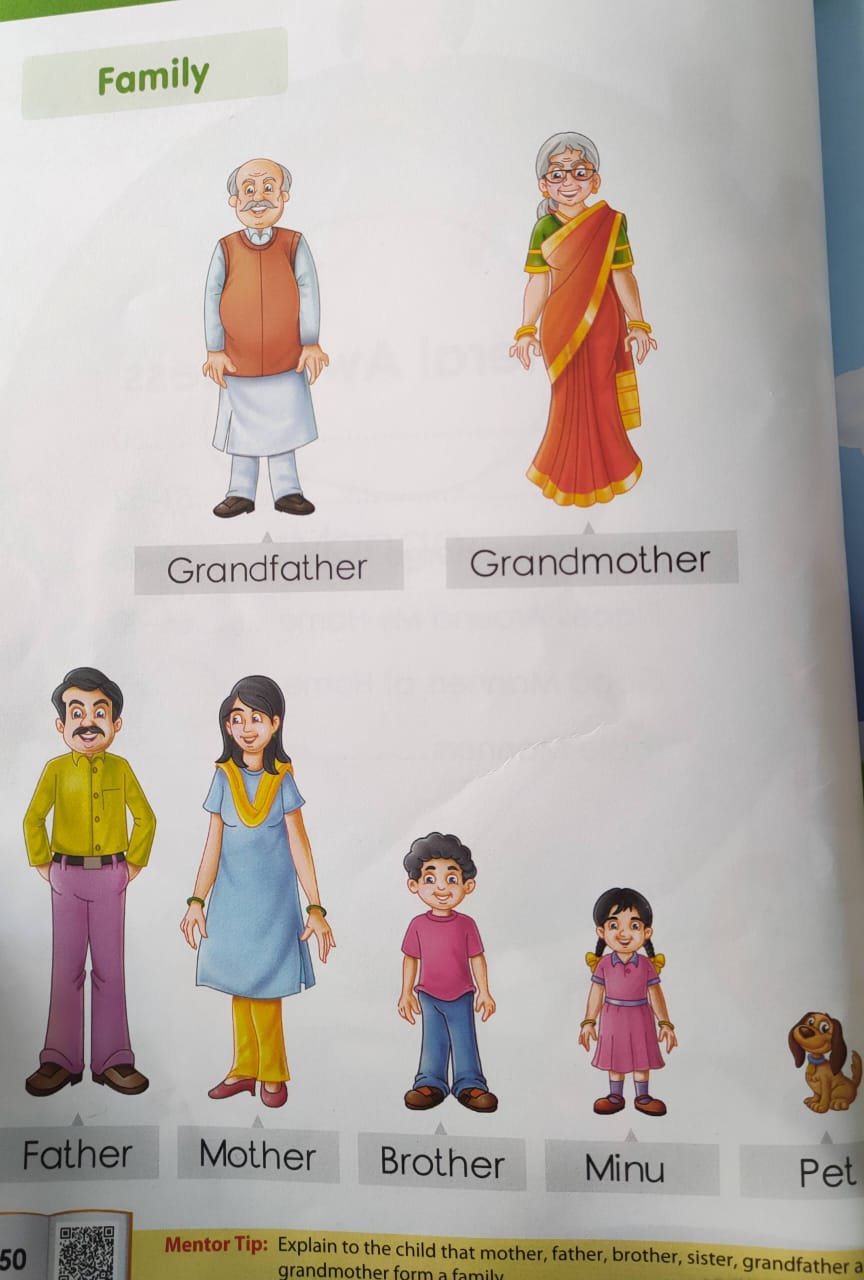 Family
Grandfather
Grandmother
Father
Mother
Brother
Minu
Pet
50
Mentor Tip: Explain to the child that mother, father, brother, sister, grandfather a
grandmother form a family